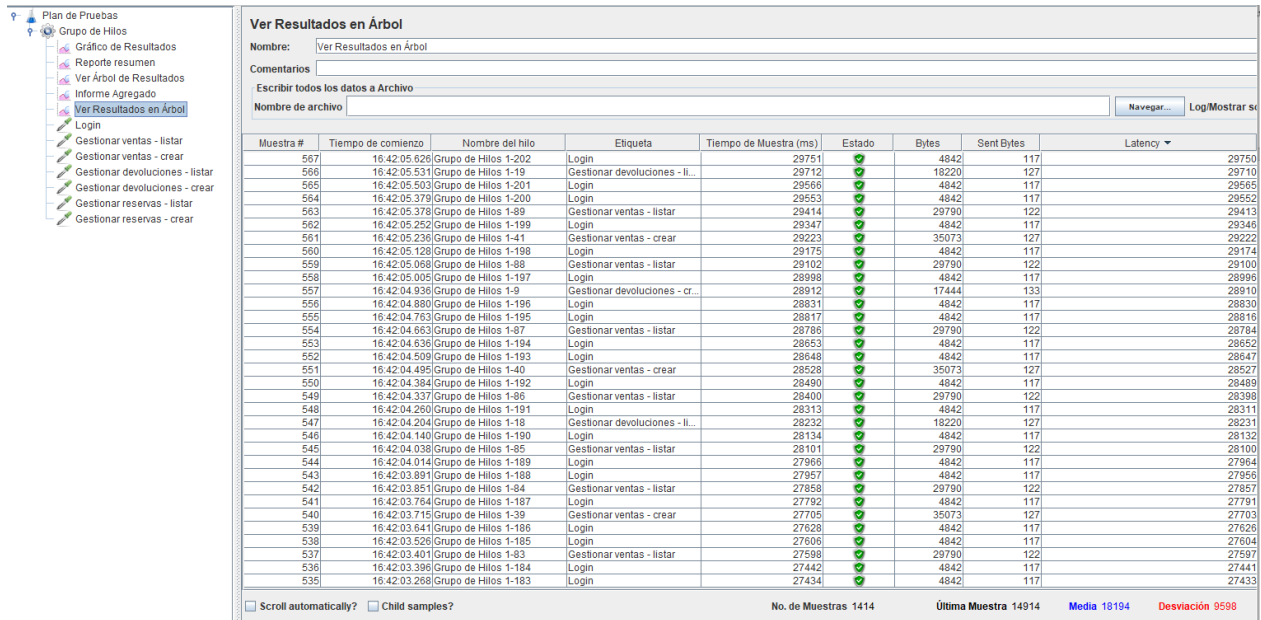 Plan de Pruebas
Grupo de Hilos
Gráfico de Resultados
Reporte resumen
Ver Árbol de Resultados
Informe Agregado
Ver Resultados en Árbol
Login
Gestionar ventas - listar
Gestionar ventas - crear
Gestionar devoluciones - listar
Gestionar devoluciones - crear
Gestionar reservas - listar
Gestionar reservas - crear
Ver Resultados en Árbol
Nombre: Ver Resultados en Árbol
Comentarios
Escribir todos los datos a Archivo
Nombre de archivo Navegar... Log/Mostrar so
Muestra # Tiempo de comienzo Nombre del hilo Etiqueta Tiempo de Muestra (ms) Estado Bytes Sent Bytes Latency
567 16:42:05.626 Grupo de Hilos 1-202 Login 29751 4842 117 29750
566 16:42:05.531 Grupo de Hilos 1-19 Gestionar devoluciones - li... 29712 18220 127 29710
565 16:42:05.503 Grupo de Hilos 1-201 Login 29566 4842 117 29565
564 16:42:05.379 Grupo de Hilos 1-200 Login 29553 4842 117 29552
563 16:42:05.378 Grupo de Hilos 1-89 Gestionar ventas - listar 29414 29790 122 29413
562 16:42:05.252 Grupo de Hilos 1-199 Login 29347 4842 117 29346
561 16:42:05.236 Grupo de Hilos 1-41 Gestionar ventas - crear 29223 35073 127 29222
560 16:42:05.128 Grupo de Hilos 1-198 Login 29175 4842 117 29174
559 16:42:05.068 Grupo de Hilos 1-88 Gestionar ventas - listar 29102 29790 122 29100
558 16:42:05.005 Grupo de Hilos 1-197 Login 28998 4842 117 28996
557 16:42:04.936 Grupo de Hilos 1-9 Gestionar devoluciones - cr... 28912 17444 133 28910
556 16:42:04.880 Grupo de Hilos 1-196 Login 28831 4842 117 28830
555 16:42:04.763 Grupo de Hilos 1-195 Login 28817 4842 117 28816
554 16:42:04.663 Grupo de Hilos 1-87 Gestionar ventas - listar 28786 29790 122 28784
553 16:42:04.636 Grupo de Hilos 1-194 Login 28653 4842 117 28652
552 16:42:04.509 Grupo de Hilos 1-193 Login 28648 4842 117 28647
551 16:42:04.495 Grupo de Hilos 1-40 Gestionar ventas - crear 28528 35073 127 28527
550 16:42:04.384 Grupo de Hilos 1-192 Login 28490 4842 117 28489
549 16:42:04.337 Grupo de Hilos 1-86 Gestionar ventas - listar 28400 29790 122 28398
548 16:42:04.260 Grupo de Hilos 1-191 Login 28313 4842 117 28311
547 16:42:04.204 Grupo de Hilos 1-18 Gestionar devoluciones - li... 28232 18220 127 28231
546 16:42:04.140 Grupo de Hilos 1-190 Login 28134 4842 117 28132
545 16:42:04.038 Grupo de Hilos 1-85 Gestionar ventas - listar 28101 29790 122 28100
544 16:42:04.014 Grupo de Hilos 1-189 Login 27966 4842 117 27964
543 16:42:03.891 Grupo de Hilos 1-188 Login 27957 4842 117 27956
542 16:42:03.851 Grupo de Hilos 1-84 Gestionar ventas - listar 27858 29790 122 27857
541 16:42:03.764 Grupo de Hilos 1-187 Login 27792 4842 117 27791
540 16:42:03.715 Grupo de Hilos 1-39 Gestionar ventas - crear 27705 35073 127 27703
539 16:42:03.641 Grupo de Hilos 1-186 Login 27628 4842 117 27626
538 16:42:03.526 Grupo de Hilos 1-185 Login 27606 4842 117 27604
537 16:42:03.401 Grupo de Hilos 1-83 Gestionar ventas - listar 27598 29790 122 27597
536 16:42:03.396 Grupo de Hilos 1-184 Login 27442 4842 117 27441
535 16:42:03.268 Grupo de Hilos 1-183 Login 27434 4842 117 27433
Scroll automatically? Child samples? No. de Muestras 1414 Última Muestra 14914 Media 18194 Desviación 9598